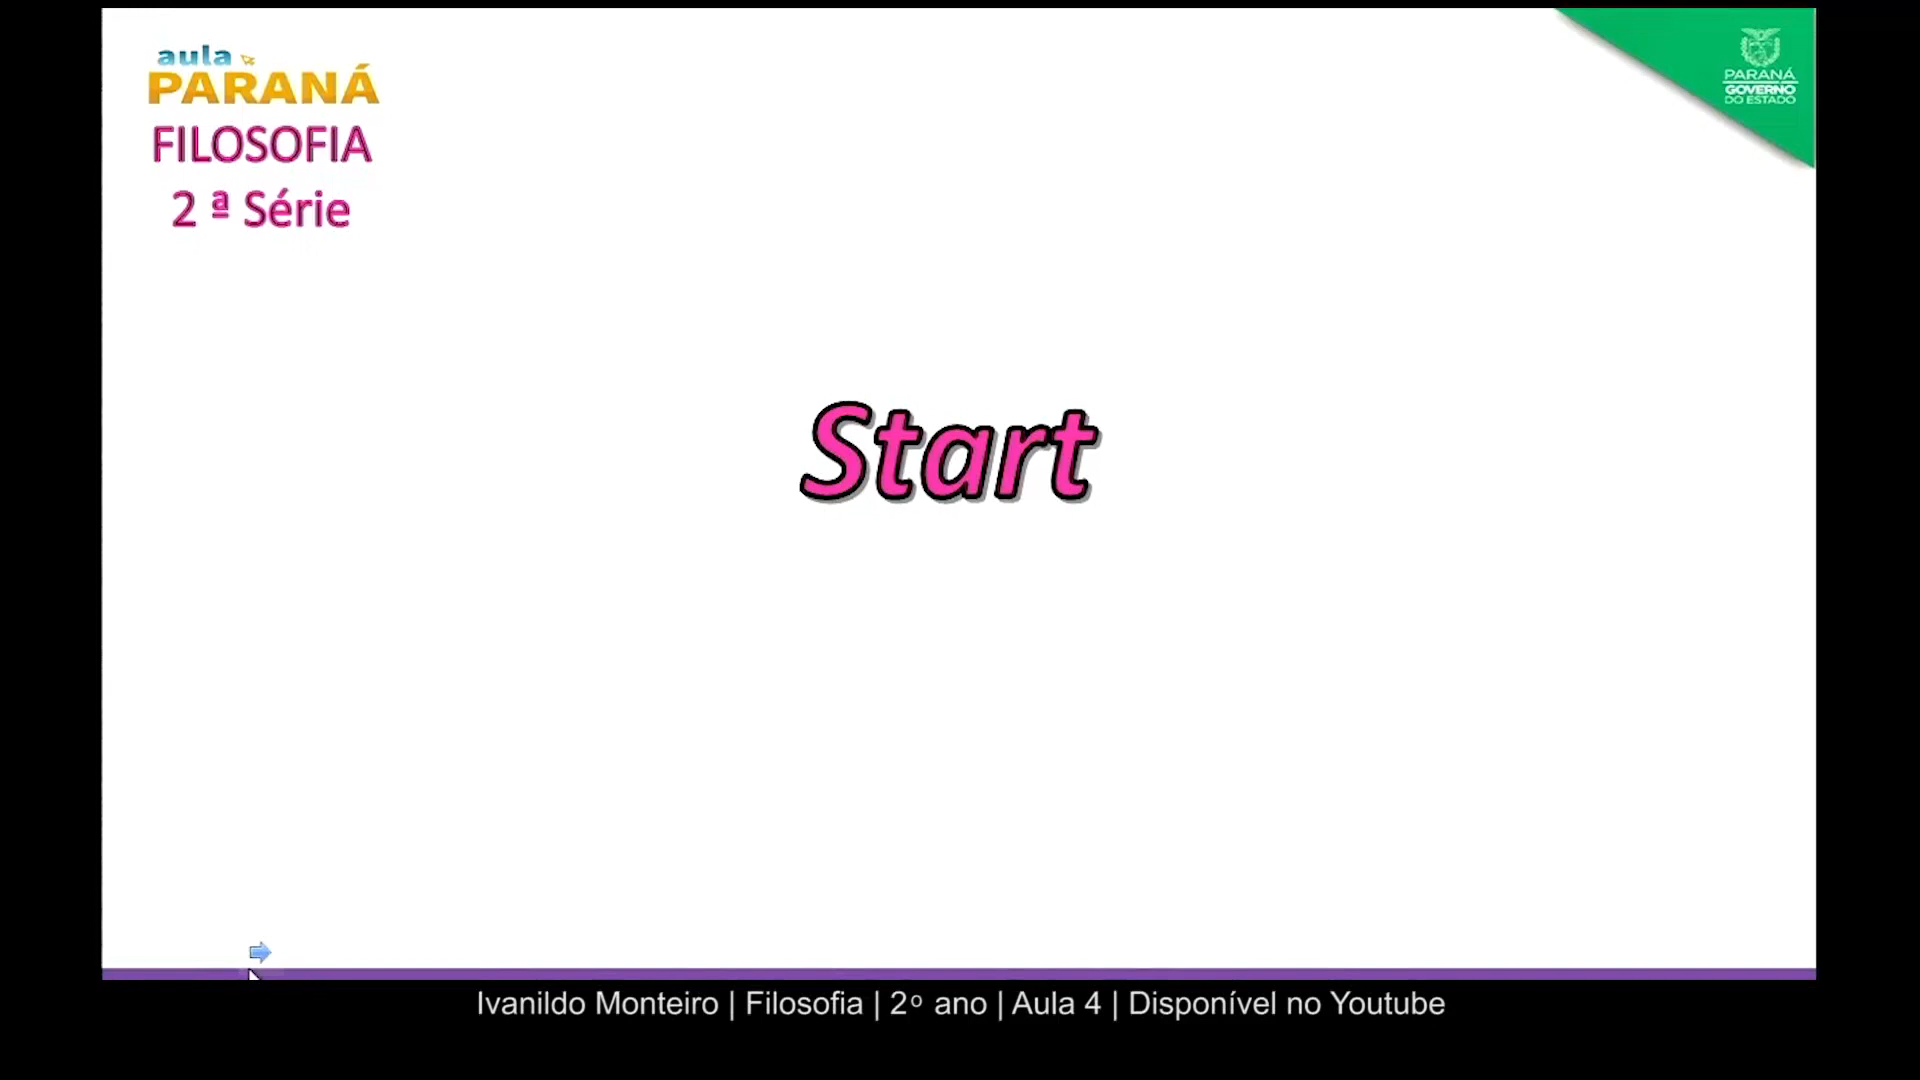 aula
PARANÁ
FILOSOFIA
2 ª Série
PARANÁ
GOVERNO
DO ESTADO
Start
Ivanildo Monteiro | Filosofia | 2º ano | Aula 4 | Disponível no Youtube